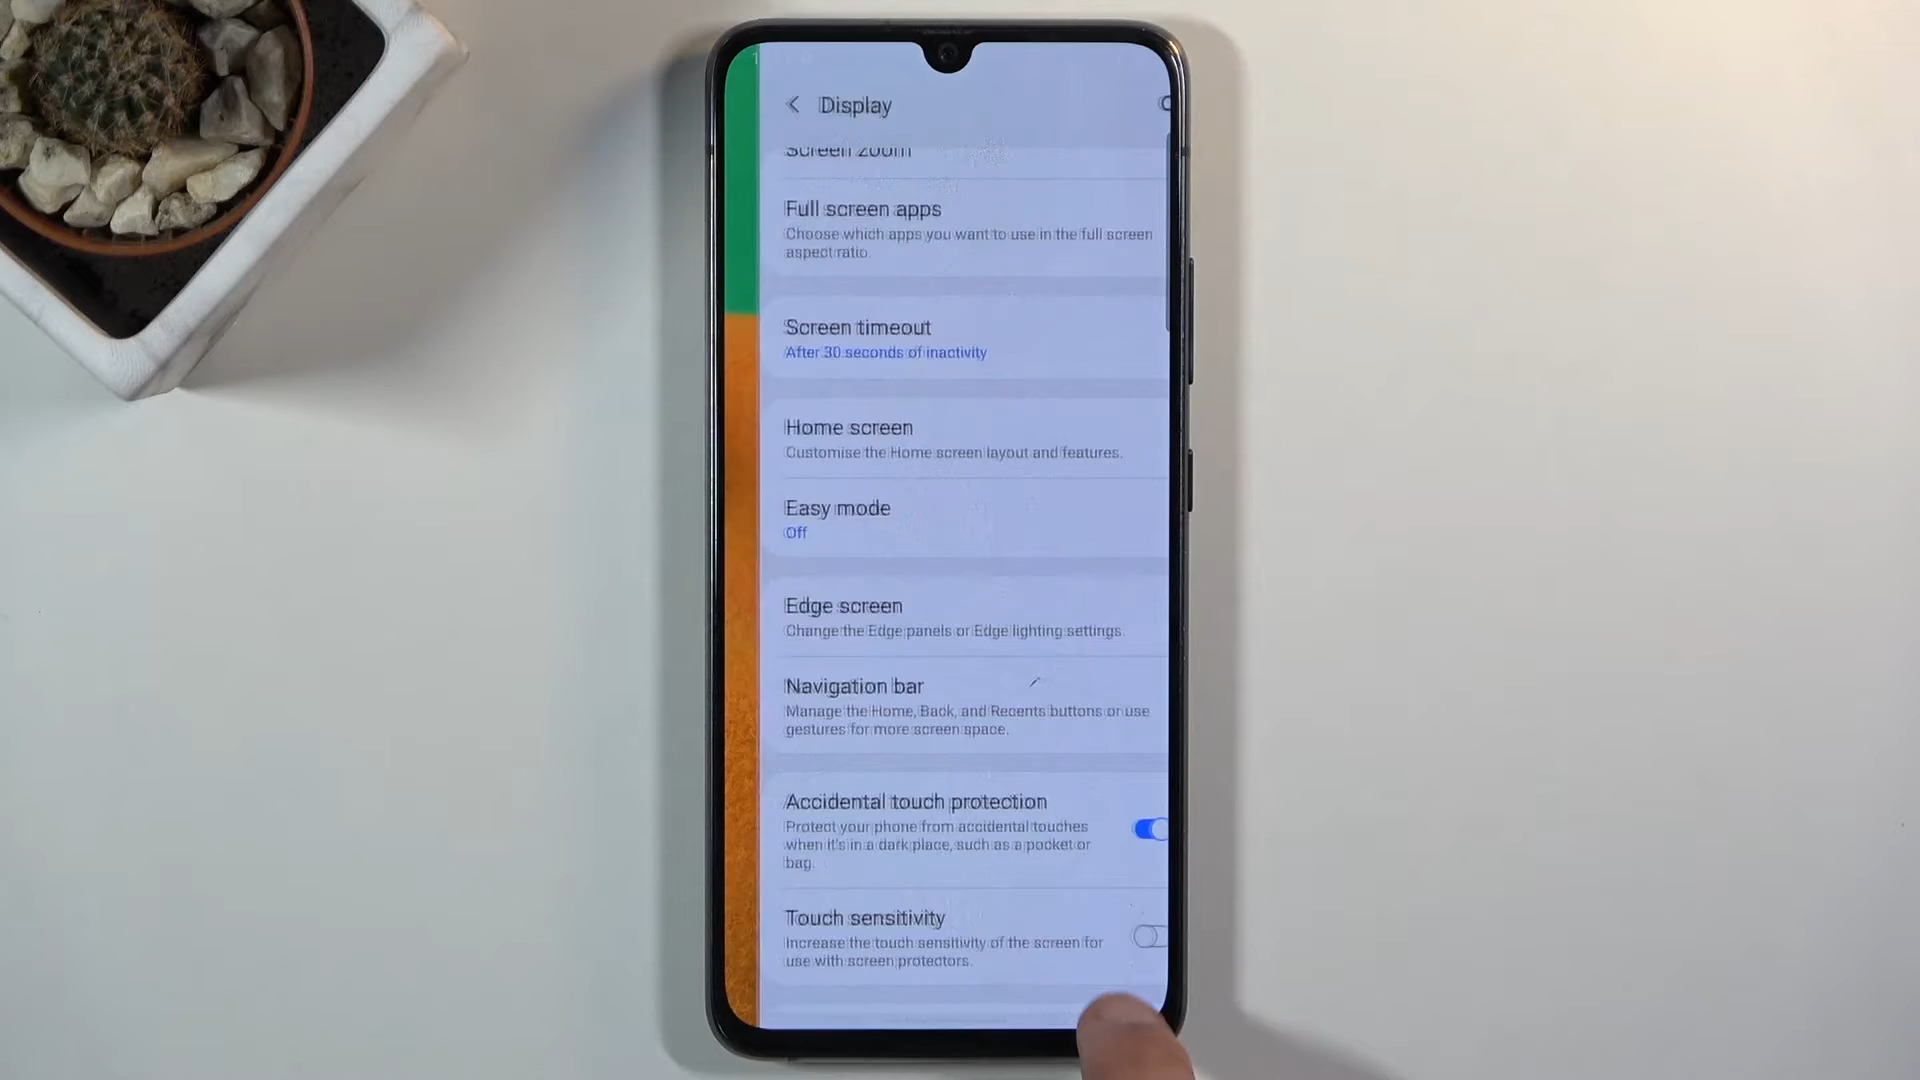 Display
Screen zoom
Full screen apps
Choose which apps you want to use in the full screen
aspect ratio.
Screen timeout
After 30 seconds of inactivity
Home screen
Customise the Home screen layout and features.
Easy mode
Off
Edge screen
Change the Edge panels or Edge lighting settings.
Navigation bar
Manage the Home, Back, and Recents buttons or use
gestures for more screen space.
Accidental touch protection
Protect your phone from accidental touches
when it's in a dark place, such as a pocket or
bag.
Touch sensitivity
Increase the touch sensitivity of the screen for
use with screen protectors.